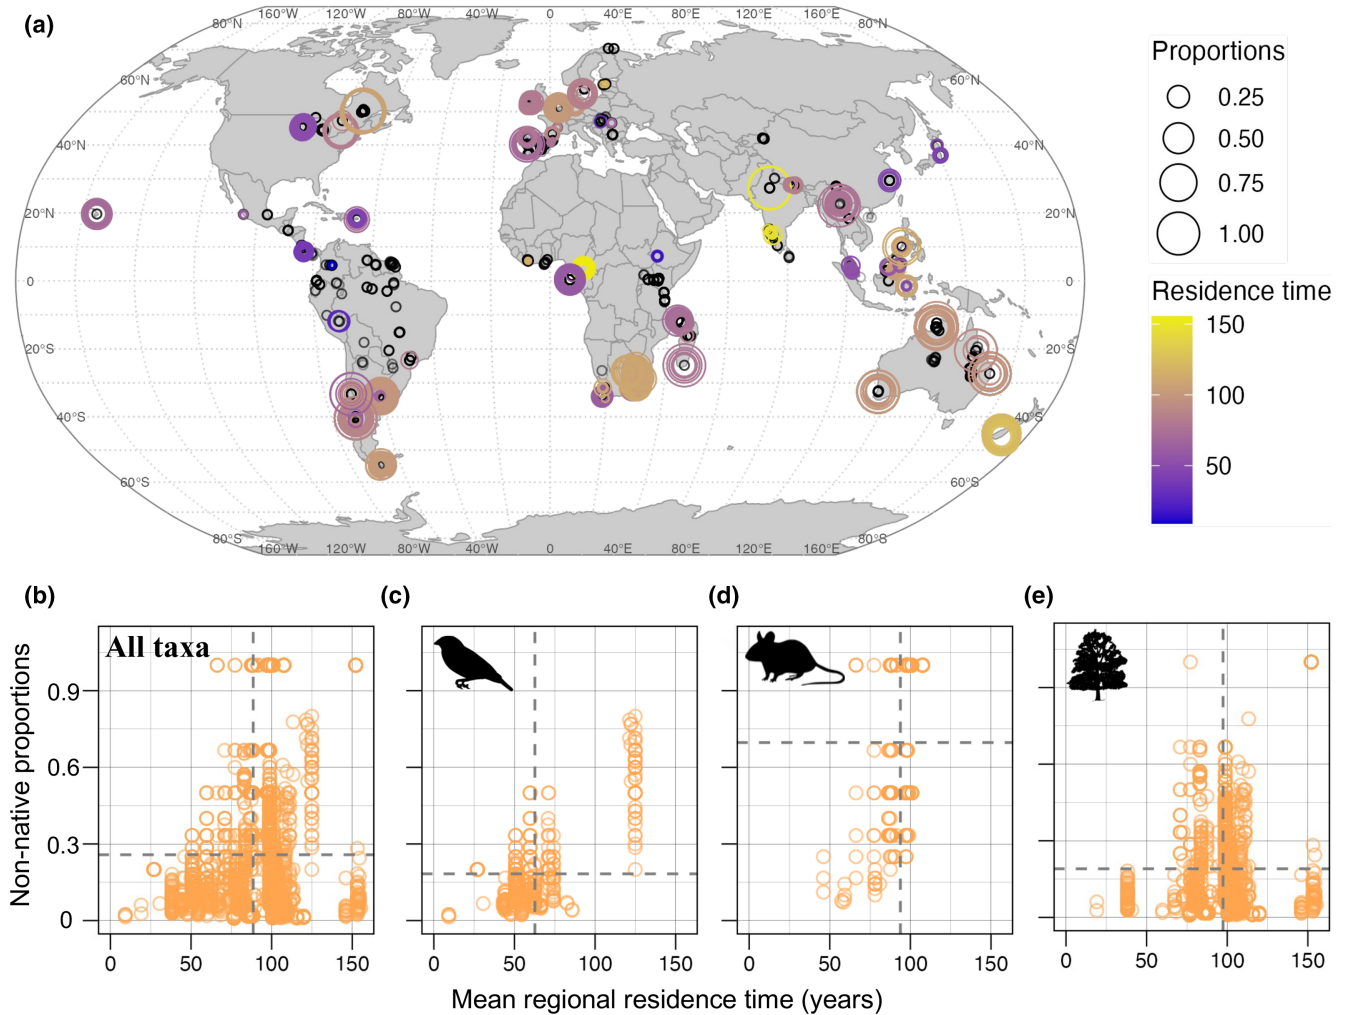 (a)
160°W 120°W 80°W 40°W 0 40°E 80°E 120°E 160°E
80°N 80°N
60°N 60°N
40°N 40°N
20°N 20°N
0 0
20°S 20°S
40°S 40°S
60°S 60°S
80°S 80°S
160°W 120°W 80°W 40°W 0 40°E 80°E 120°E 160°E
Proportions
0.25
0.50
0.75
1.00
Residence time
150
100
50
(b) (c) (d) (e)
All taxa
Non-native proportions
0.9
0.6
0.3
0
0 50 100 150
0 50 100 150
0 50 100 150
0 50 100 150
Mean regional residence time (years)